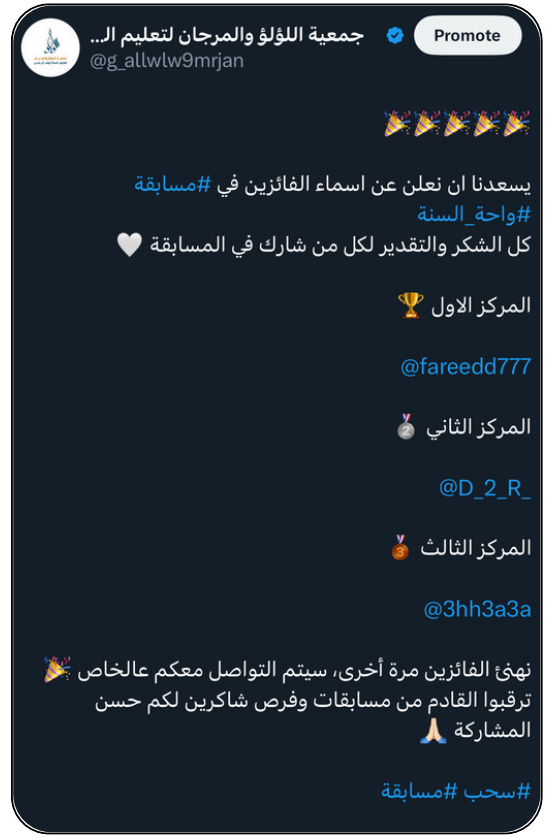 جمعية اللؤلؤ والمرجان لتعليم الـ...
Promote
@g_allwlw9mrjan
🎉🎉🎉🎉🎉
يسعدنا ان نعلن عن اسماء الفائزين في #مسابقة
#واحة_السنة
كل الشكر والتقدير لكل من شارك في المسابقة 🤍
المركز الاول 🏆
@fareedd777
المركز الثاني 🥈
@D_2_R_
المركز الثالث 🥉
@3hh3a3a
نهنئ الفائزين مرة أخرى، سيتم التواصل معكم عالخاص 🎉
ترقبوا القادم من مسابقات وفرص شاكرين لكم حسن
المشاركة 🙏🏻
#سحب #مسابقة